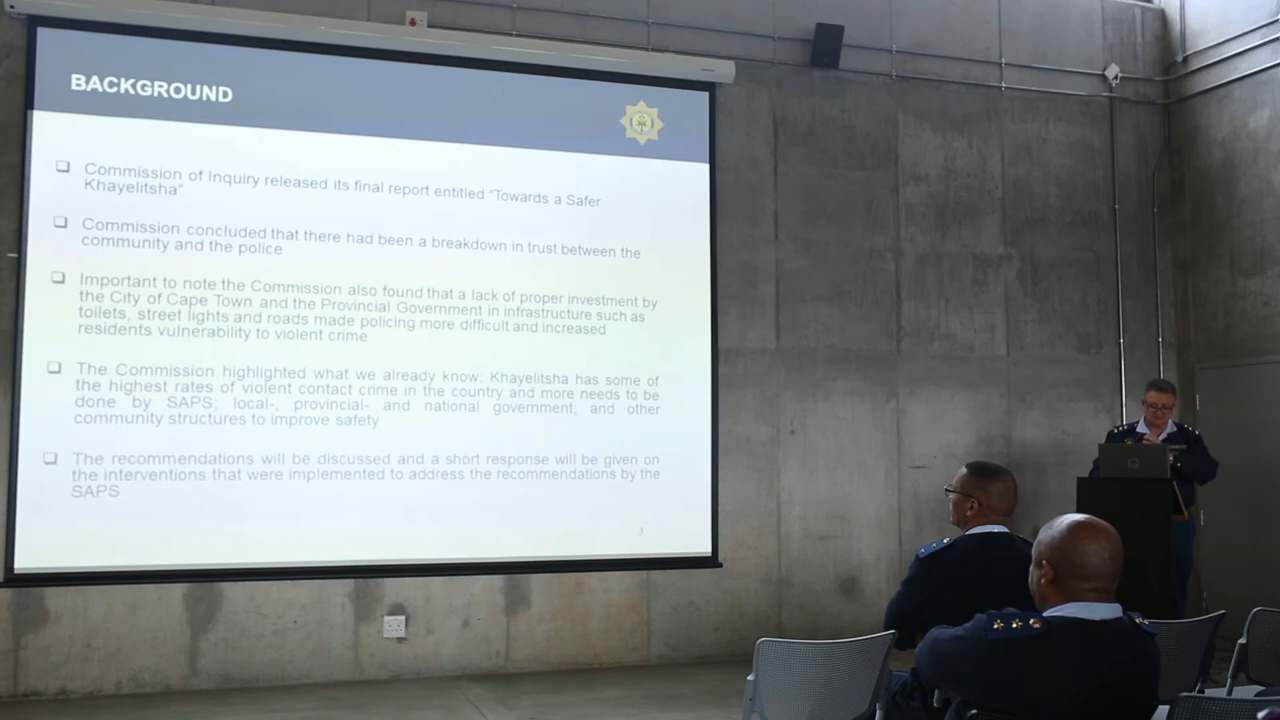 BACKGROUND
Commission of Inquiry released its final report entitled “Towards a Safer
Khayelitsha”
Commission concluded that there had been a breakdown in trust between the
community and the police
Important to note the Commission also found that a lack of proper investment by
the City of Cape Town and the Provincial Government in infrastructure such as
toilets, street lights and roads made policing more difficult and increased
residents vulnerability to violent crime
The Commission highlighted what we already know; Khayelitsha has some of
the highest rates of violent contact crime in the country and more needs to be
done by SAPS; local-, provincial- and national government; and other
community structures to improve safety
The recommendations will be discussed and a short response will be given on
the interventions that were implemented to address the recommendations by the
SAPS
3